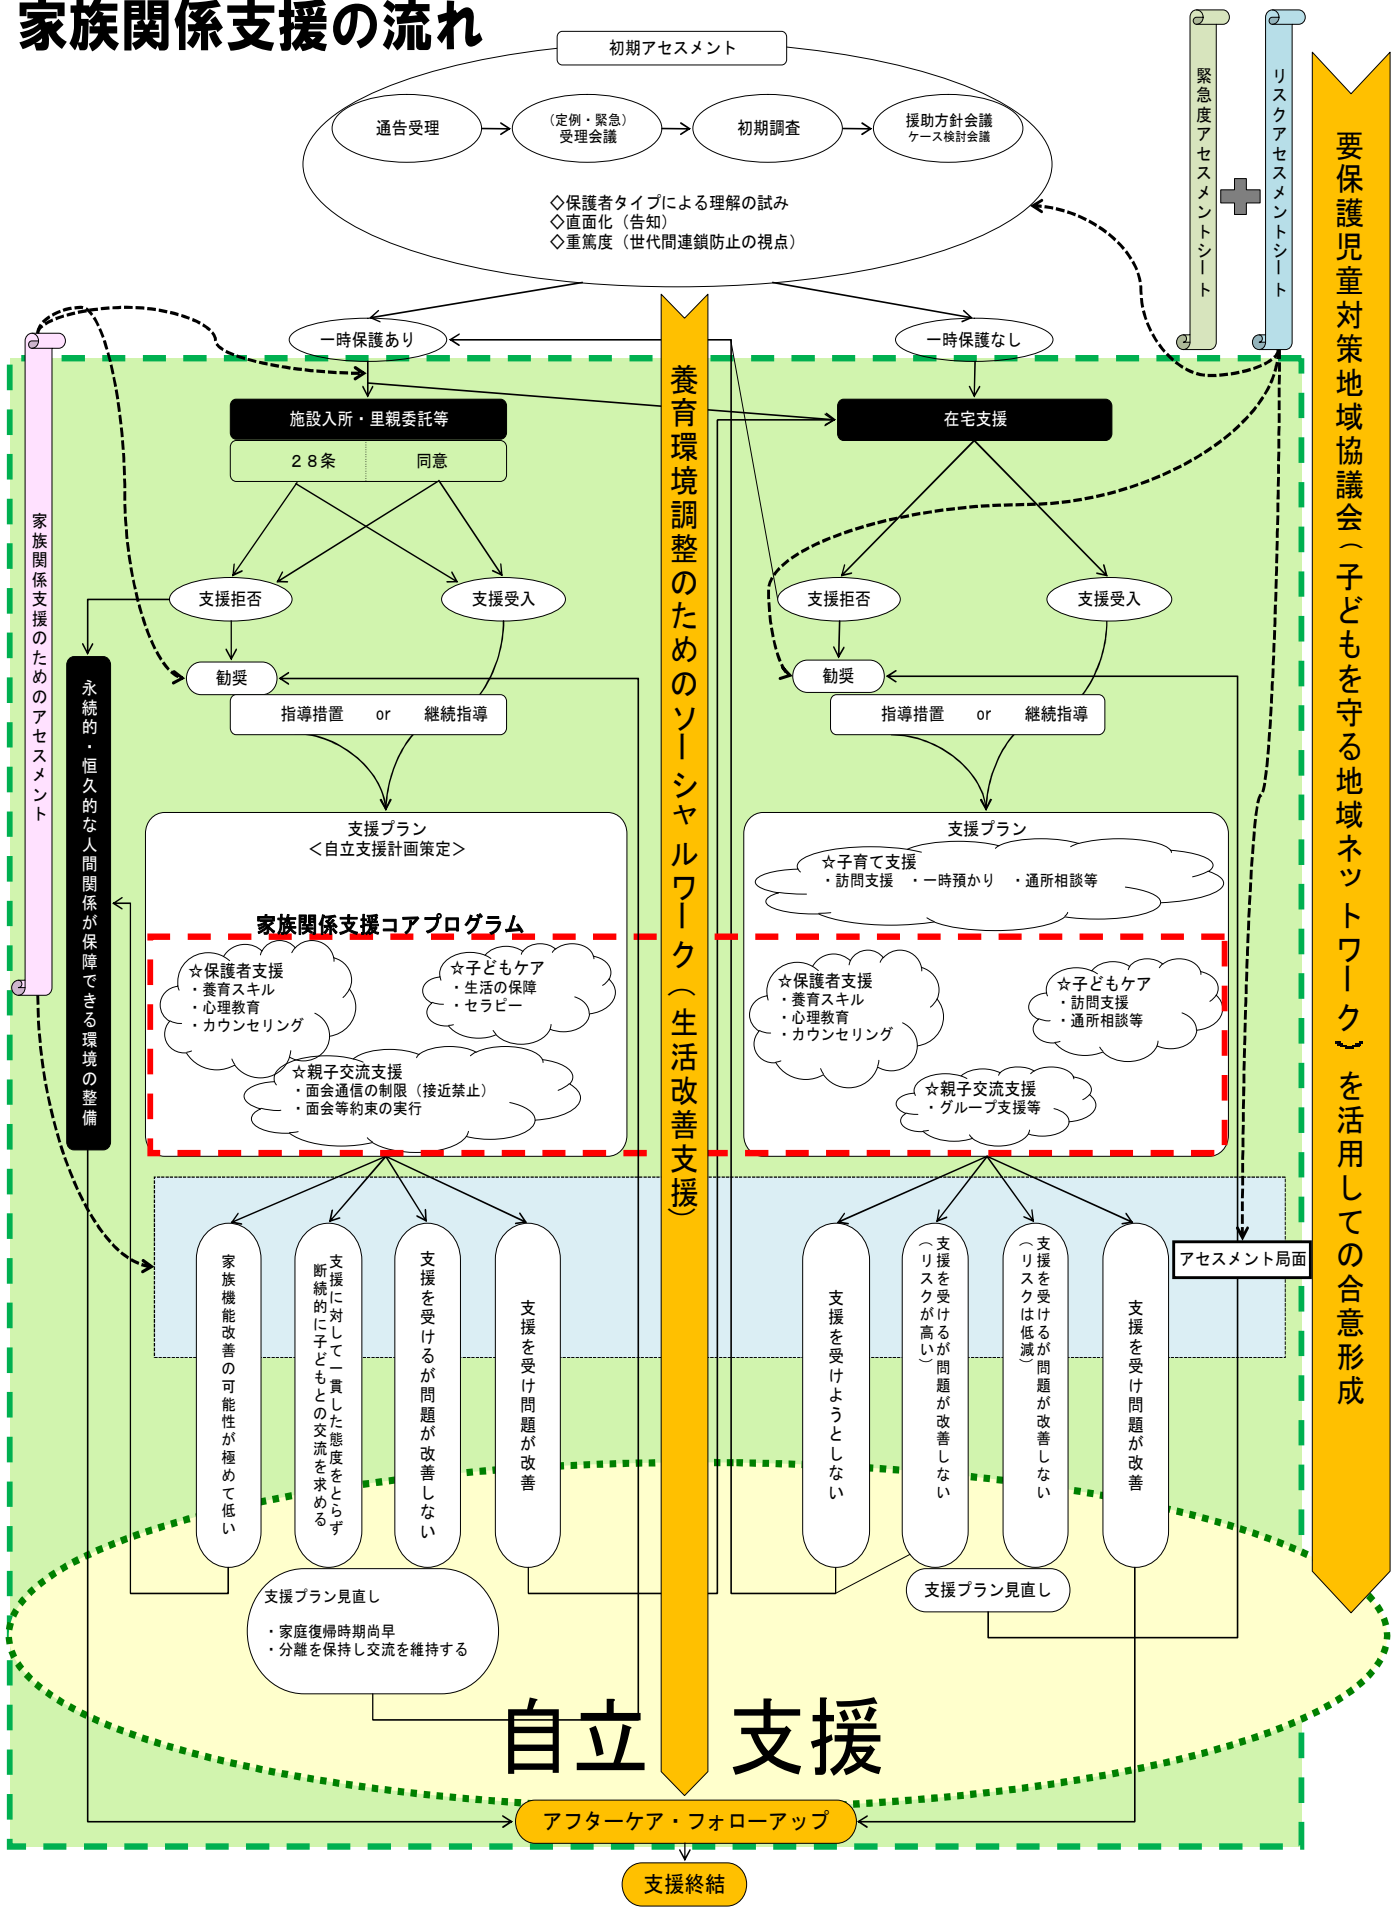 家族関係支援の流れ
初期アセスメント
通告受理
（定例・緊急）
受理会議
初期調査
援助方針会議
ケース検討会議
◇保護者タイプによる理解の試み
◇直面化（告知）
◇重篤度（世代間連鎖防止の視点）
緊急度アセスメントシート
リスクアセスメントシート
要保護児童対策地域協議会（子どもを守る地域ネットワーク）を活用しての合意形成
一時保護あり
一時保護なし
養育環境調整のためのソーシャルワーク（生活改善支援）
家族関係支援のためのアセスメント
施設入所・里親委託等
２８条
同意
在宅支援
支援拒否
支援受入
支援拒否
支援受入
勧奨
勧奨
指導措置 or 継続指導
指導措置 or 継続指導
永続的・恒久的な人間関係が保障できる環境の整備
支援プラン
＜自立支援計画策定＞
家族関係支援コアプログラム
☆保護者支援
・養育スキル
・心理教育
・カウンセリング
☆子どもケア
・生活の保障
・セラピー
☆親子交流支援
・面会通信の制限（接近禁止）
・面会等約束の実行
支援プラン
☆子育て支援
・訪問支援 ・一時預かり ・通所相談等
☆保護者支援
・養育スキル
・心理教育
・カウンセリング
☆子どもケア
・訪問支援
・通所相談等
☆親子交流支援
・グループ支援等
家族機能改善の可能性が極めて低い
支援に対して一貫した態度をとらず
断続的に子どもとの交流を求める
支援を受けるが問題が改善しない
支援を受け問題が改善
支援を受けようとしない
支援を受けるが問題が改善しない
（リスクが高い）
支援を受けるが問題が改善しない
（リスクは低減）
支援を受け問題が改善
アセスメント局面
支援プラン見直し
・家庭復帰時期尚早
・分離を保持し交流を維持する
支援プラン見直し
自立 支援
アフターケア・フォローアップ
支援終結